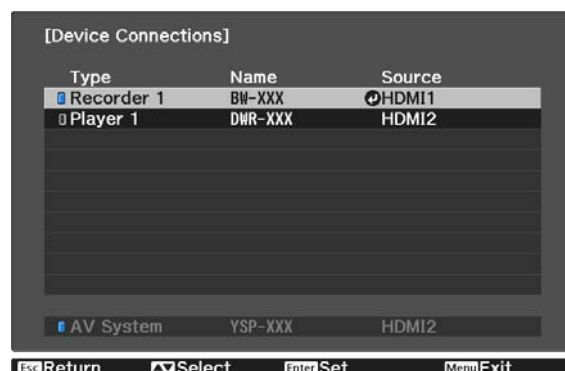 [Device Connections]
Type Name Source
Recorder 1 BW-XXX HDMI1
Player 1 DWR-XXX HDMI2
AV System YSP-XXX HDMI2
Esc Return Select Enter Set Menu Exit